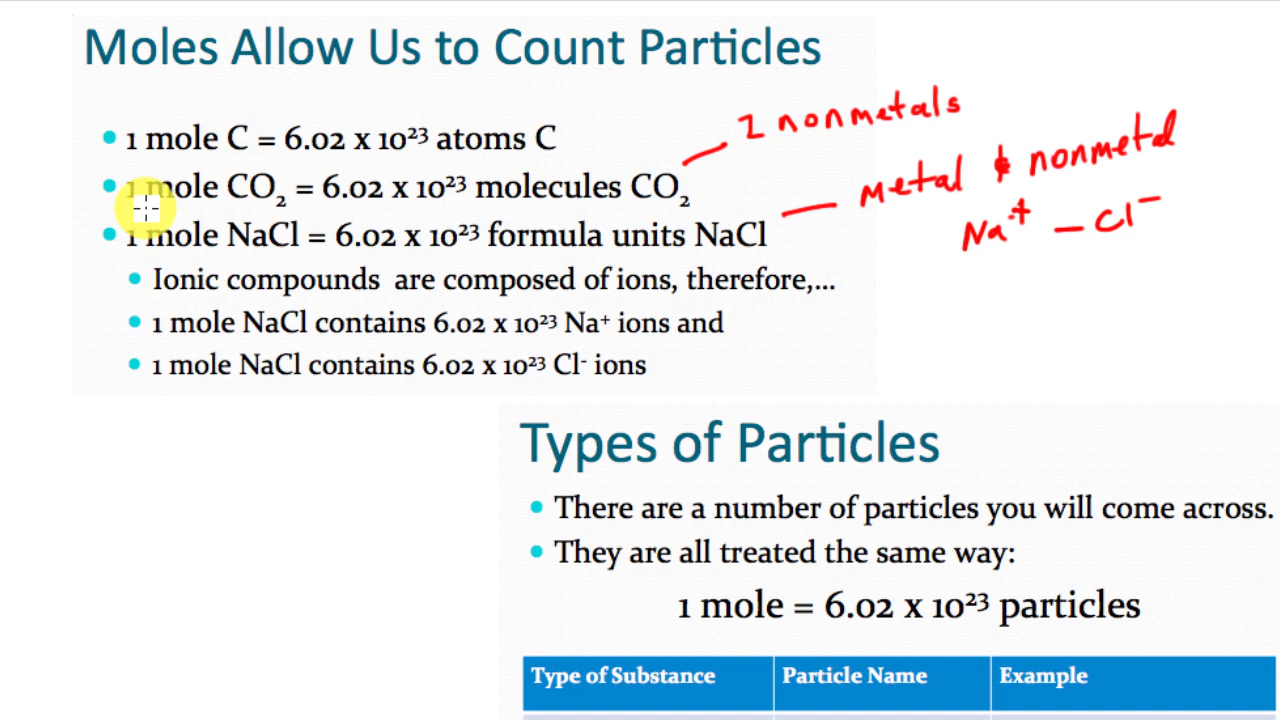 Moles Allow Us to Count Particles
• 1 mole C = 6.02 x 10²³ atoms C
• 1 mole CO₂ = 6.02 x 10²³ molecules CO₂
• 1 mole NaCl = 6.02 x 10²³ formula units NaCl
• Ionic compounds are composed of ions, therefore,...
• 1 mole NaCl contains 6.02 x 10²³ Na⁺ ions and
• 1 mole NaCl contains 6.02 x 10²³ Cl⁻ ions
2 nonmetals
metal & nonmetal
Na⁺ – Cl⁻
Types of Particles
• There are a number of particles you will come across.
• They are all treated the same way:
1 mole = 6.02 x 10²³ particles
Type of Substance Particle Name Example